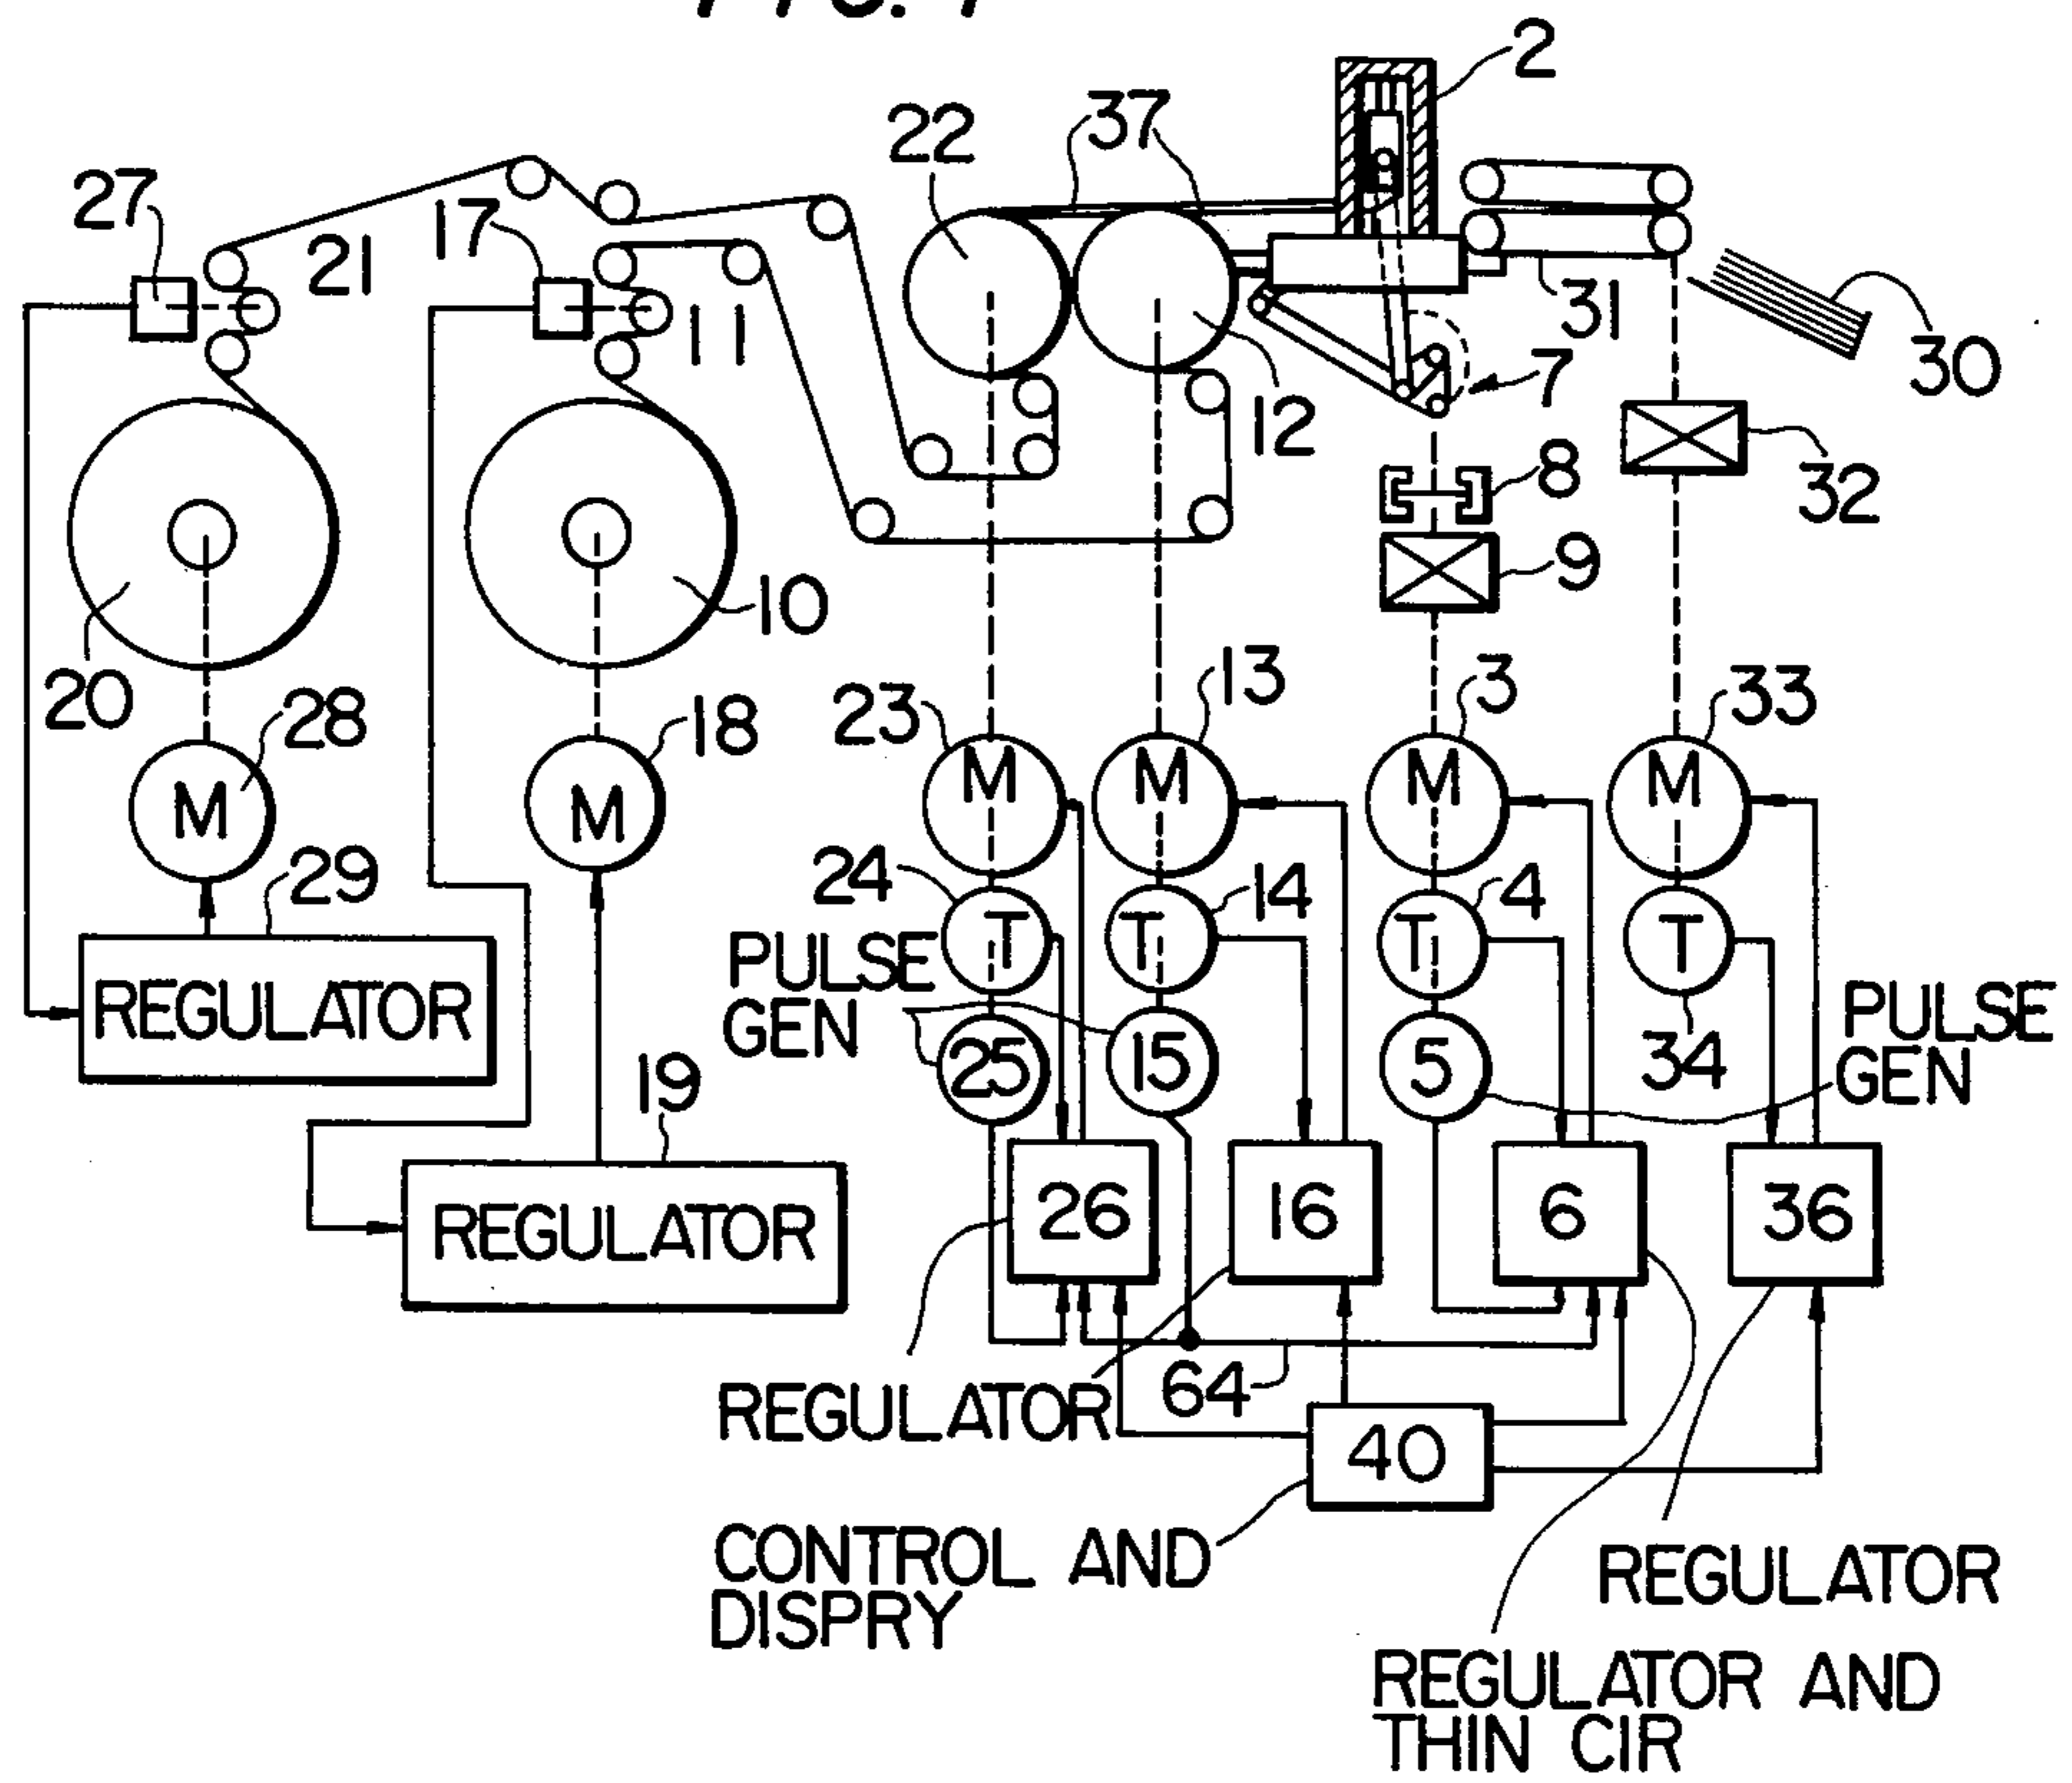 2
37
22
27
17
21
11
31
30
7
12
8
32
9
10
20
28
18
23
13
3
33
M
M
M
M
M
M
29
24
14
4
PULSE
GEN
T
T
T
T
REGULATOR
25
15
5
34
PULSE
GEN
19
26
16
6
36
REGULATOR
REGULATOR
64
40
CONTROL AND
DISPRY
REGULATOR
REGULATOR AND
THIN CIR